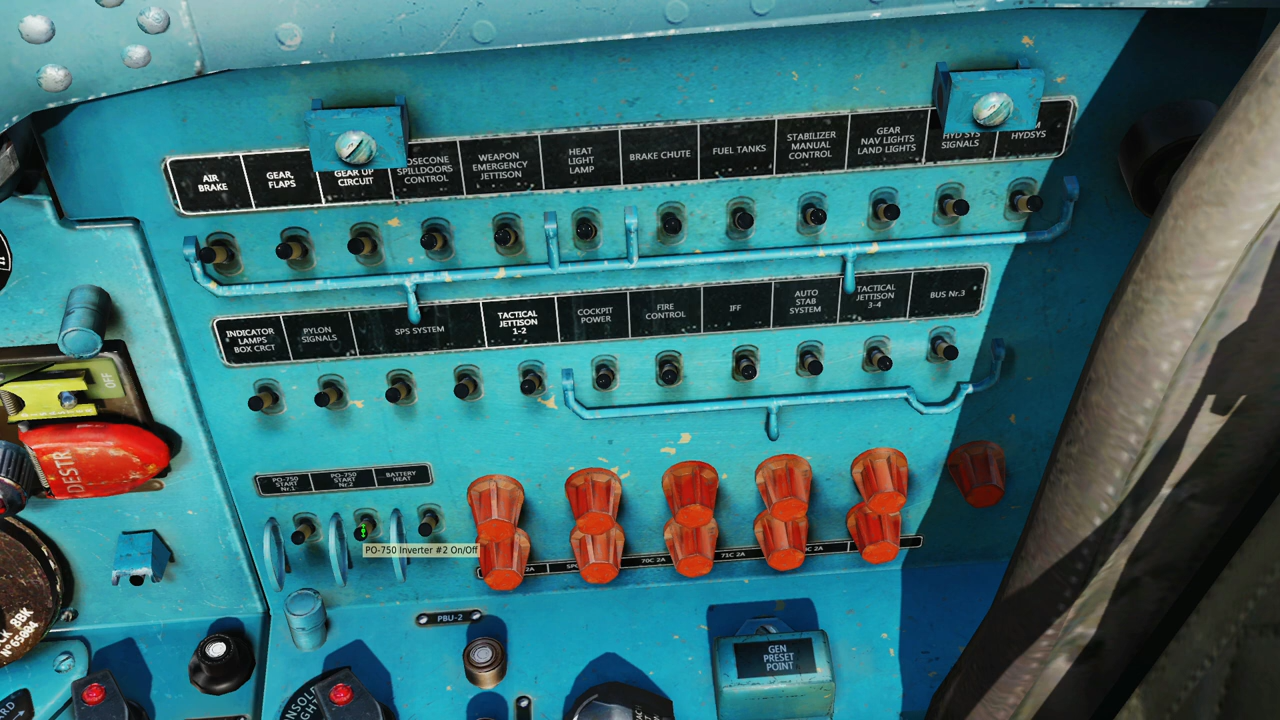 AIR
BRAKE
GEAR,
FLAPS
GEAR UP
CIRCUIT
NOSECONE
SPILLDOORS
CONTROL
WEAPON
EMERGENCY
JETTISON
HEAT
LIGHT
LAMP
BRAKE CHUTE
FUEL TANKS
STABILIZER
MANUAL
CONTROL
GEAR
NAV LIGHTS
LAND LIGHTS
HYD SYS
SIGNALS
HYDSYS
INDICATOR
LAMPS
BOX CRCT
PYLON
SIGNALS
SPS SYSTEM
TACTICAL
JETTISON
1-2
COCKPIT
POWER
FIRE
CONTROL
IFF
AUTO
STAB
SYSTEM
TACTICAL
JETTISON
3-4
BUS Nr.3
OFF
DESTR
PO-750
START
Nr.1
PO-750
START
Nr.2
BATTERY
HEAT
PO-750 Inverter #2 On/Off
2A
70C 2A
71C 2A
2A
PBU-2
GEN
PRESET
POINT